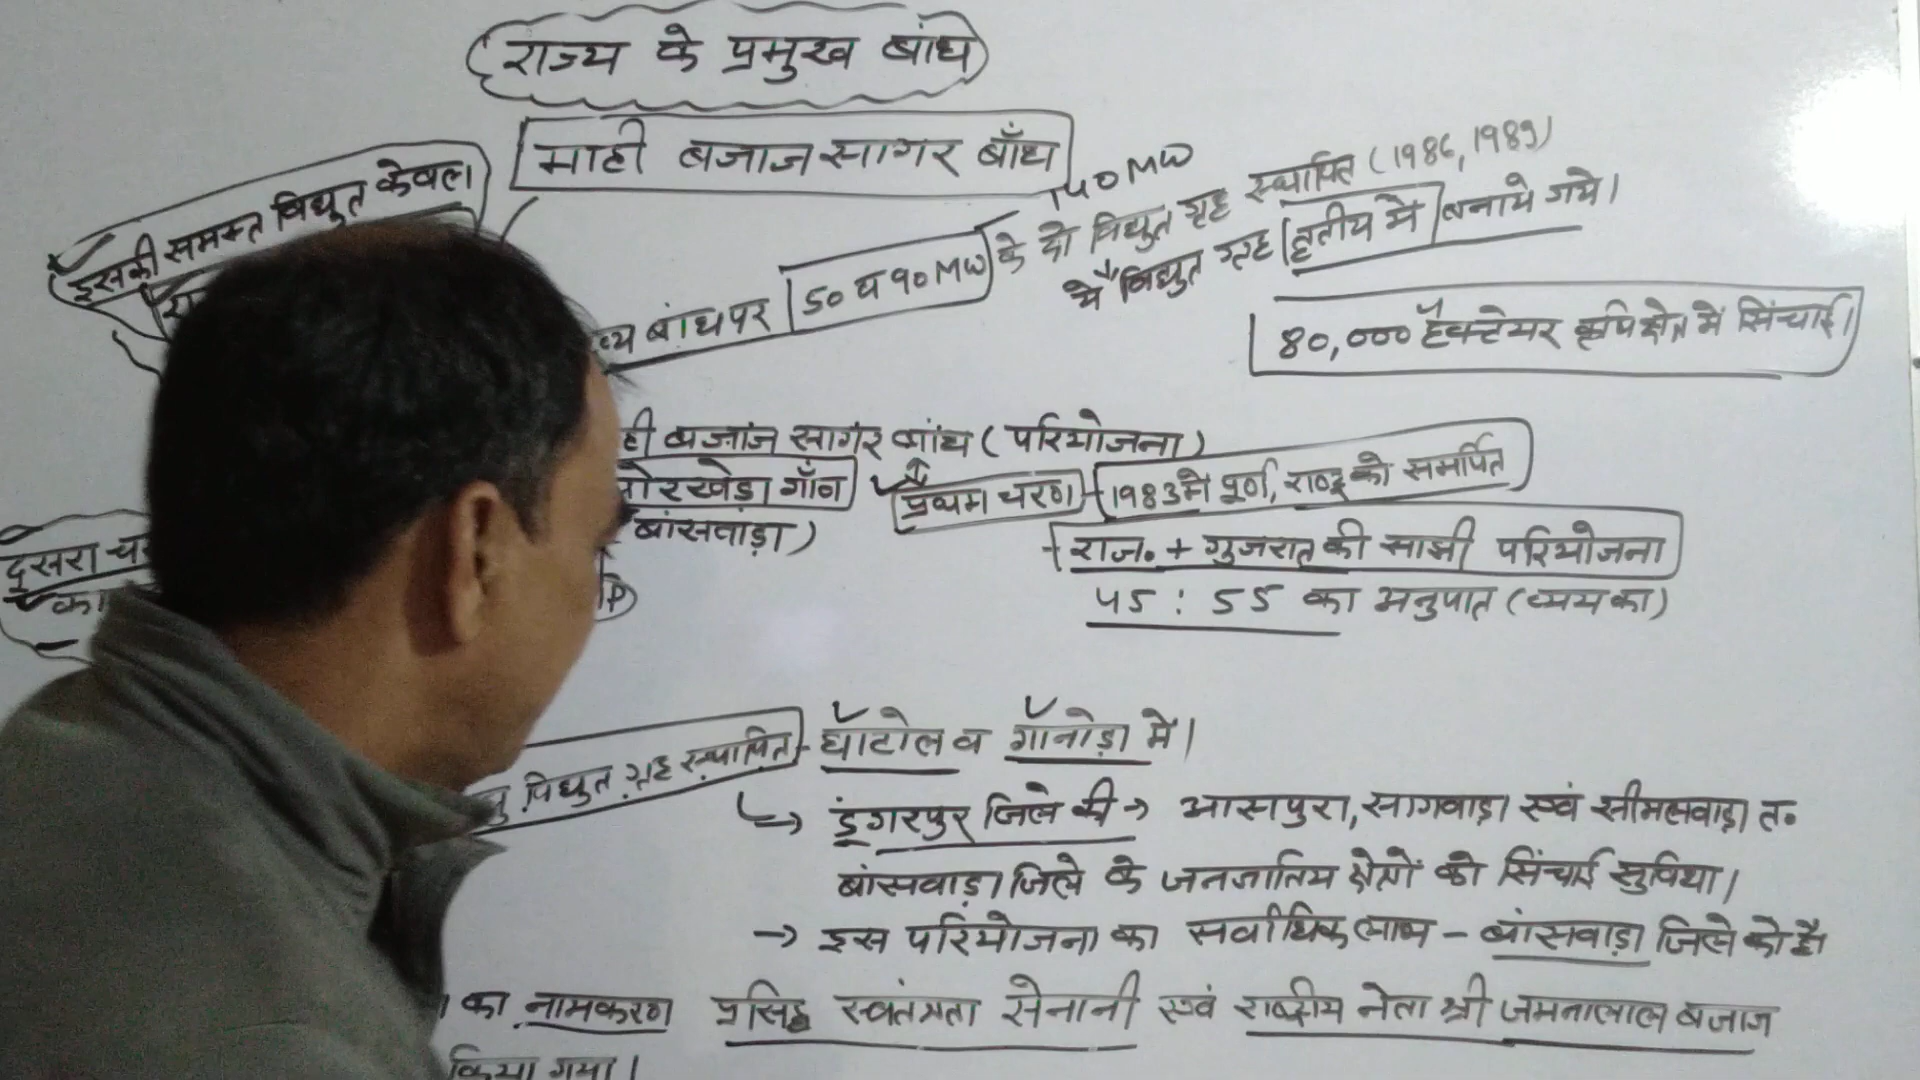 राज्य के प्रमुख बांध
माही बजाज सागर बाँध
140 MW
इसकी समस्त विद्युत केवल
के दो विद्युत गृह स्थापित (1986, 1989)
बांध पर 50 व 90 MW
ये विद्युत गृह तृतीय में बनाये गये।
80,000 हैक्टेयर कृषि क्षेत्र में सिंचाई।
ही बजाज सागर बांध (परियोजना)
गाँव
प्रथम चरण - 1983 में पूर्ण, राष्ट्र को समर्पित
बांसवाड़ा)
दूसरा
राज. + गुजरात की साझी परियोजना
का
45 : 55 का अनुपात (व्यय का)
विद्युत गृह स्थापित - घाँटोल व गाँनोड़ा में।
→ डूंगरपुर जिले की → आसपुरा, सागवाड़ा एवं सीमलवाड़ा त॰
बांसवाड़ा जिले के जनजातिय क्षेत्रों को सिंचाई सुविधा।
→ इस परियोजना का सर्वाधिक लाभ - बांसवाड़ा जिले को है
का नामकरण प्रसिद्ध स्वतंत्रता सेनानी एवं राष्ट्रीय नेता श्री जमनालाल बजाज
किया गया।